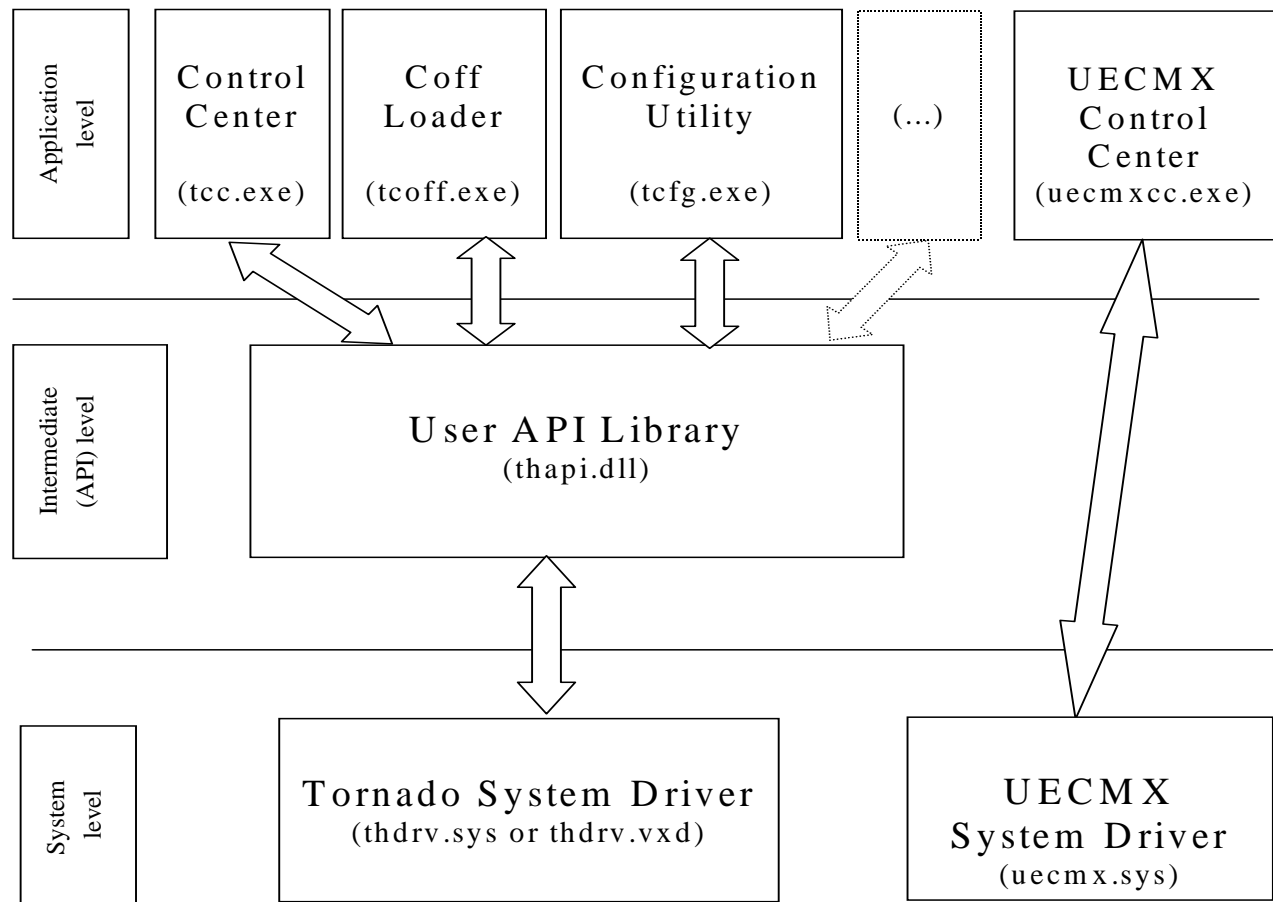 Application
level
Control
Center
(tcc.exe)
Coff
Loader
(tcoff.exe)
Configuration
Utility
(tcfg.exe)
(...)
UECMX
Control
Center
(uecmxcc.exe)
Intermediate
(API) level
User API Library
(thapi.dll)
System
level
Tornado System Driver
(thdrv.sys or thdrv.vxd)
UECMX
System Driver
(uecmx.sys)